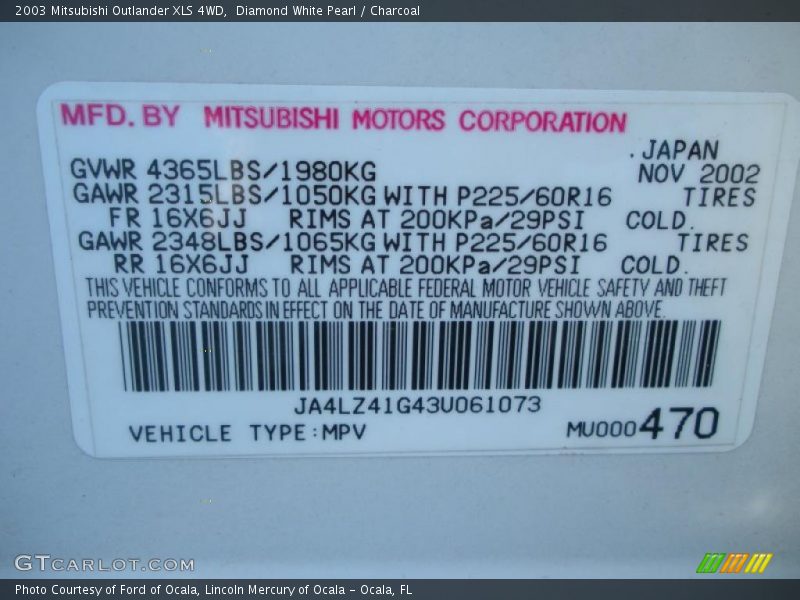 2003 Mitsubishi Outlander XLS 4WD,  Diamond White Pearl / Charcoal
MFD. BY MITSUBISHI MOTORS CORPORATION
JAPAN
GVWR 4365LBS/1980KG NOV 2002
GAWR 2315LBS/1050KG WITH P225/60R16 TIRES
FR 16X6JJ RIMS AT 200KPa/29PSI COLD.
GAWR 2348LBS/1065KG WITH P225/60R16 TIRES
RR 16X6JJ RIMS AT 200KPa/29PSI COLD.
THIS VEHICLE CONFORMS TO ALL APPLICABLE FEDERAL MOTOR VEHICLE SAFETY AND THEFT
PREVENTION STANDARDS IN EFFECT ON THE DATE OF MANUFACTURE SHOWN ABOVE.
JA4LZ41G43U061073
VEHICLE TYPE:MPV MU000470
GTCARLOT.COM
Photo Courtesy of Ford of Ocala, Lincoln Mercury of Ocala - Ocala, FL